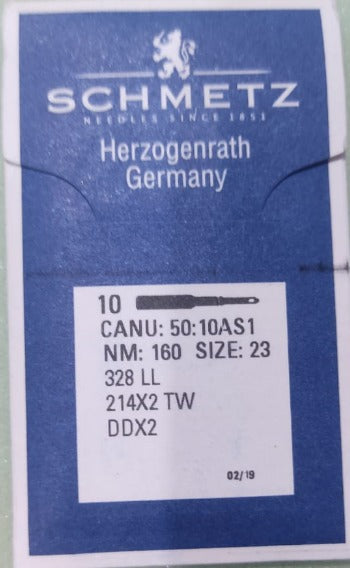 SCHMETZ
NEEDLES SINCE 1851
Herzogenrath
Germany
10
CANU: 50:10AS1
NM: 160 SIZE: 23
328 LL
214X2 TW
DDX2
02/19